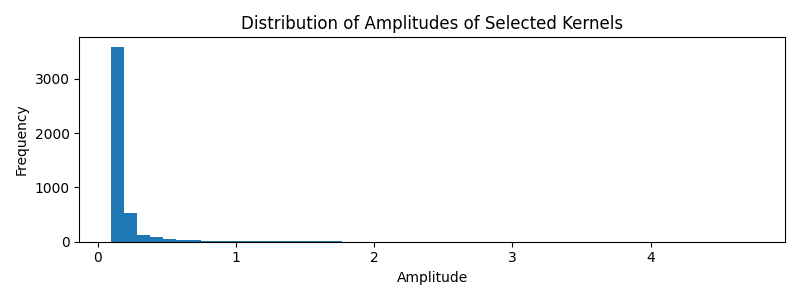 Distribution of Amplitudes of Selected Kernels
Frequency
3000
2000
1000
0
0 1 2 3 4
Amplitude